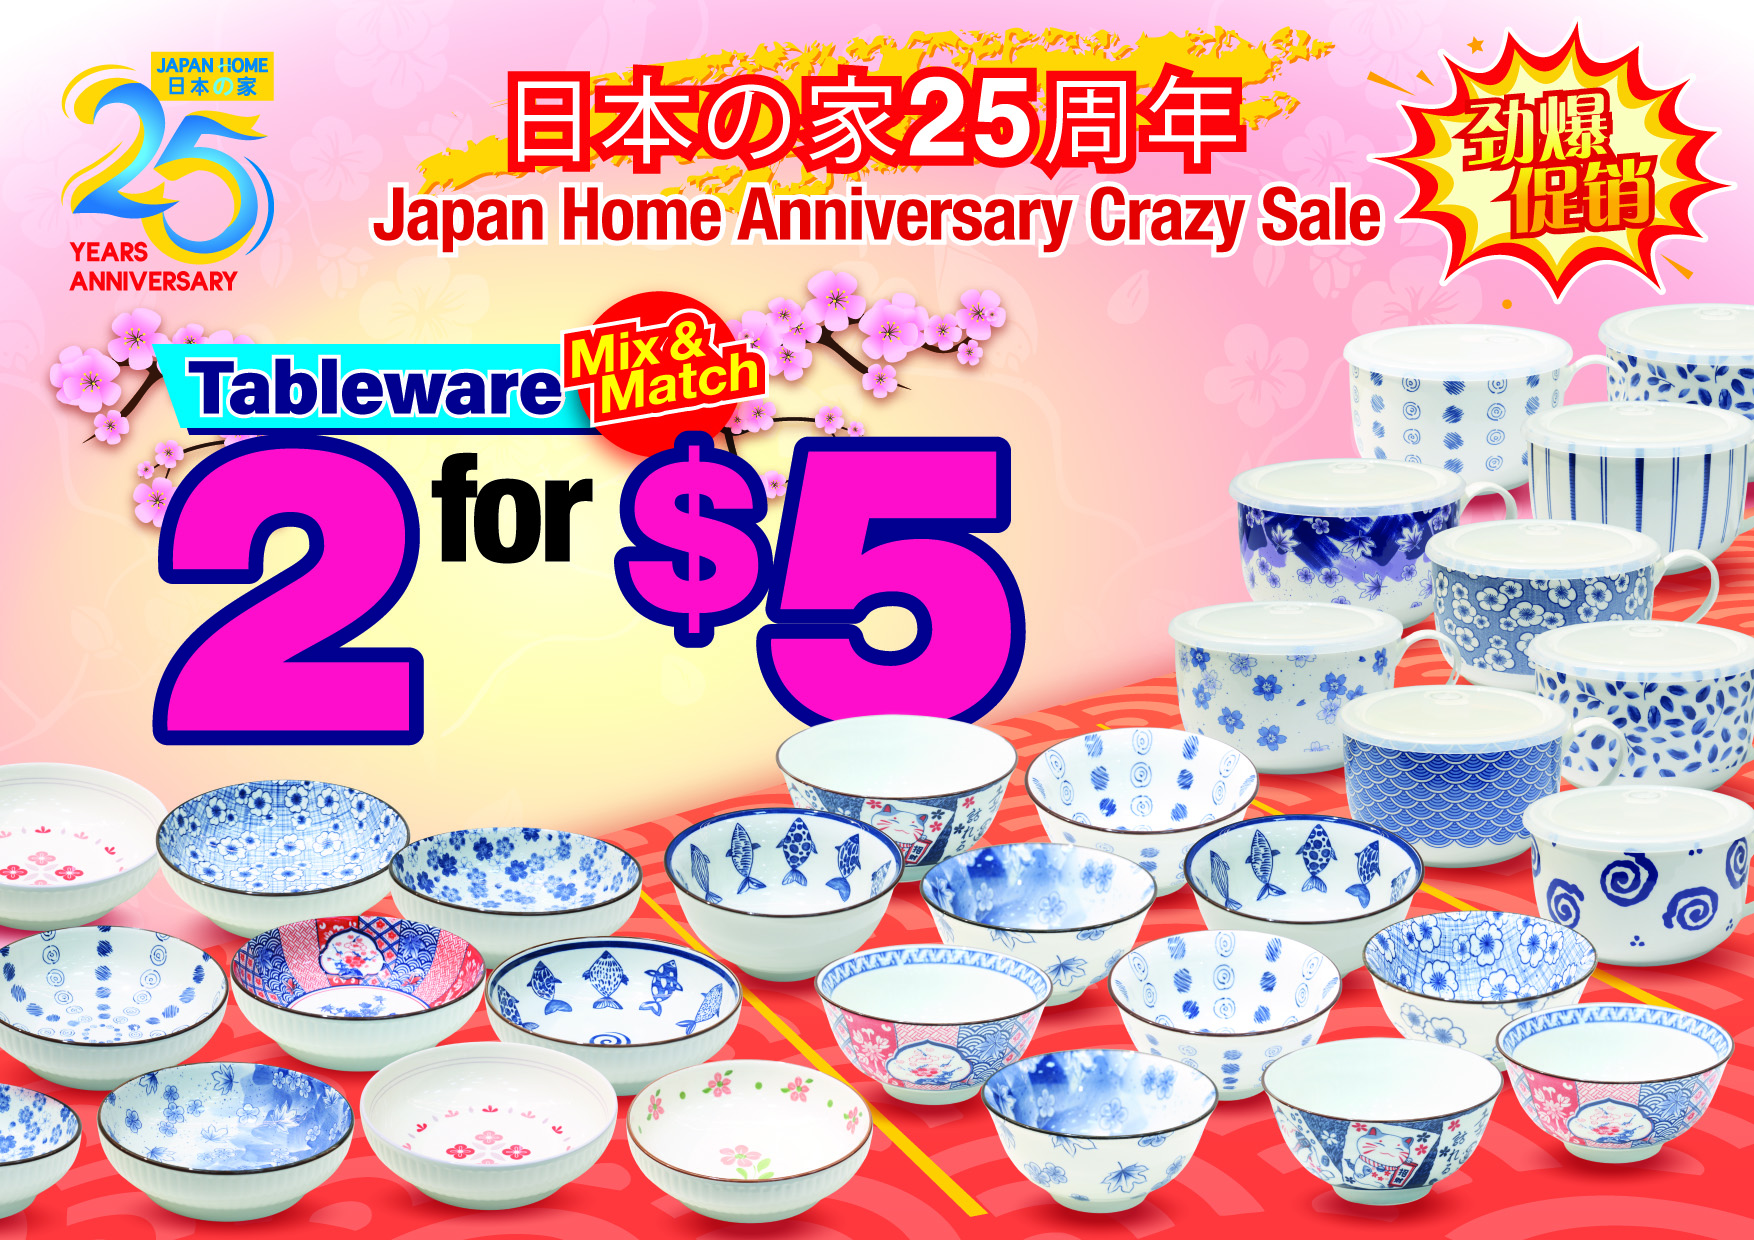 JAPAN HOME
日本の家
25
YEARS
ANNIVERSARY
日本の家25周年
Japan Home Anniversary Crazy Sale
劲爆
促销
Tableware
Mix &
Match
2 for $5